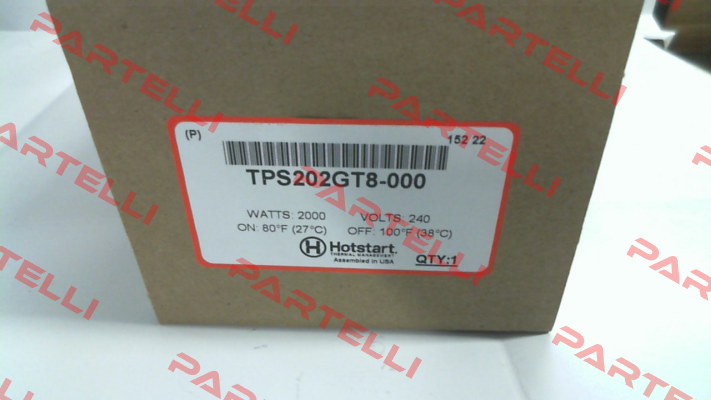 (P)
152 22
TPS202GT8-000
WATTS: 2000 VOLTS: 240
ON: 80°F (27°C) OFF: 100°F (38°C)
Hotstart
THERMAL MANAGEMENT
Assembled in USA
QTY:1
PARTELLI
PARTELLI
PARTELLI
PARTELLI
PARTELLI
PARTELLI
PARTELLI
PARTELLI